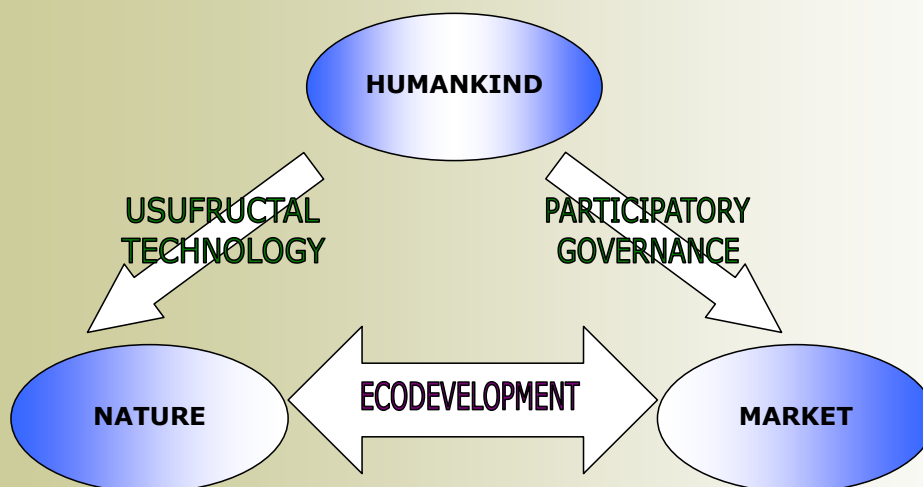 HUMANKIND
USUFRUCTAL
TECHNOLOGY
PARTICIPATORY
GOVERNANCE
NATURE
ECODEVELOPMENT
MARKET